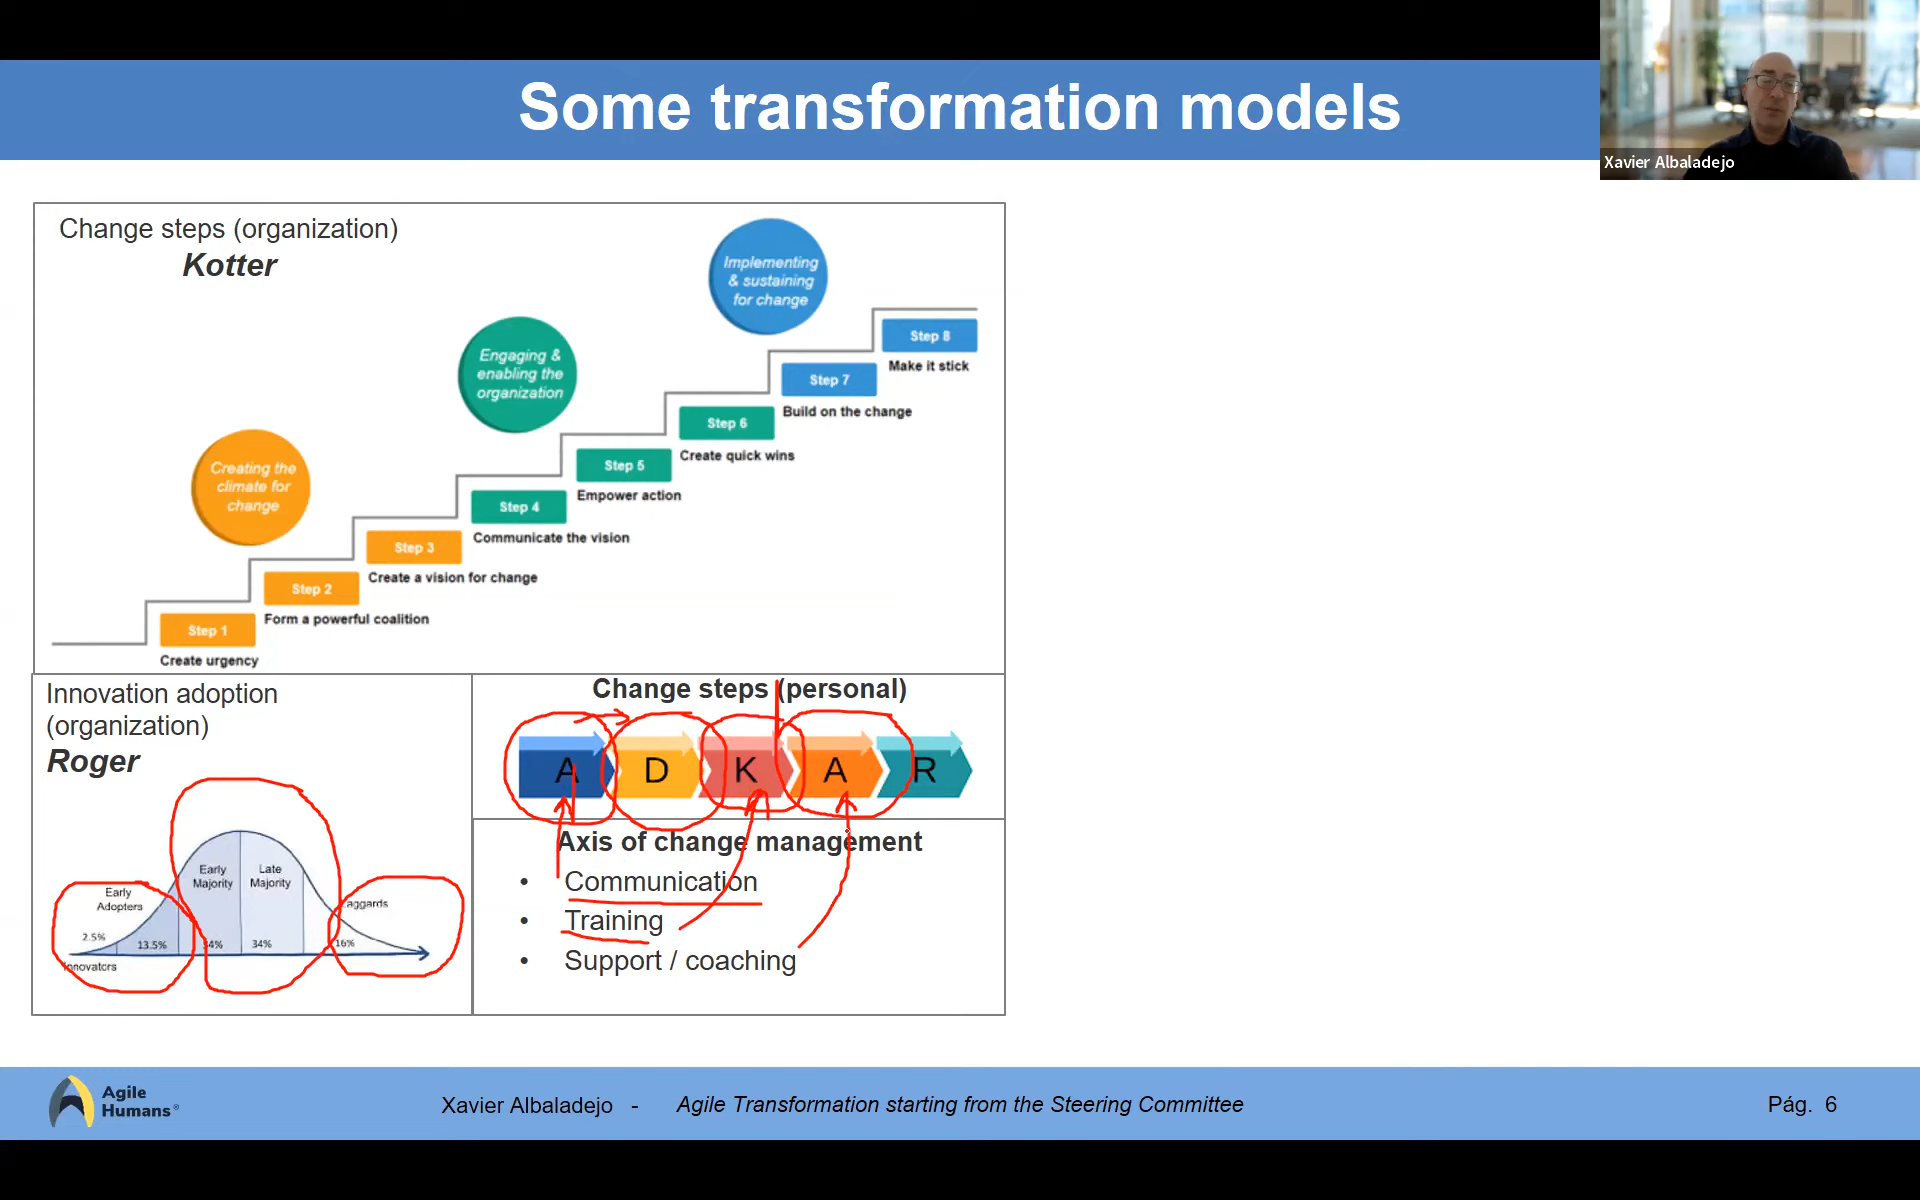 Some transformation models
Xavier Albaladejo
Change steps (organization)
Kotter
Implementing
& sustaining
for change
Engaging &
enabling the
organization
Creating the
climate for
change
Step 8
Make it stick
Step 7
Build on the change
Step 6
Create quick wins
Step 5
Empower action
Step 4
Communicate the vision
Step 3
Create a vision for change
Step 2
Form a powerful coalition
Step 1
Create urgency
Innovation adoption
(organization)
Roger
Early
Adopters
Early
Majority
Late
Majority
aggards
2.5%
13.5%
34%
34%
16%
Innovators
Change steps (personal)
A D K A R
Axis of change management
• Communication
• Training
• Support / coaching
Agile
Humans®
Xavier Albaladejo - Agile Transformation starting from the Steering Committee
Pág. 6